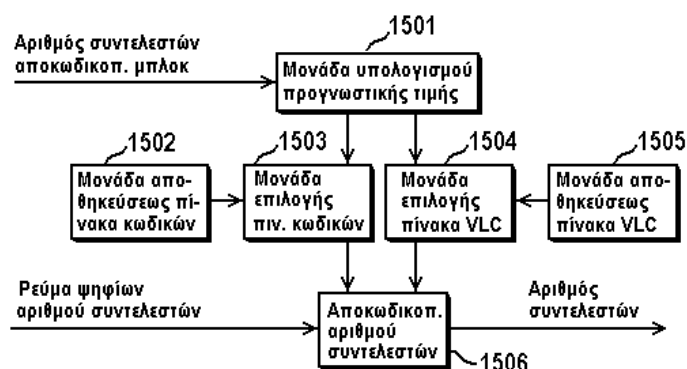 1501
Αριθμός συντελεστών
αποκωδικοπ. μπλοκ
Μονάδα υπολογισμού
προγνωστικής τιμής
1502
1503
1504
1505
Μονάδα απο-
θηκεύσεως πί-
νακα κωδικών
Μονάδα
επιλογής
πιν. κωδικών
Μονάδα
επιλογής
πίνακα VLC
Μονάδα απο-
θηκεύσεως
πίνακα VLC
Ρεύμα ψηφίων
αριθμού συντελεστών
Αποκωδικοπ.
αριθμού
συντελεστών
Αριθμός
συντελεστών
1506